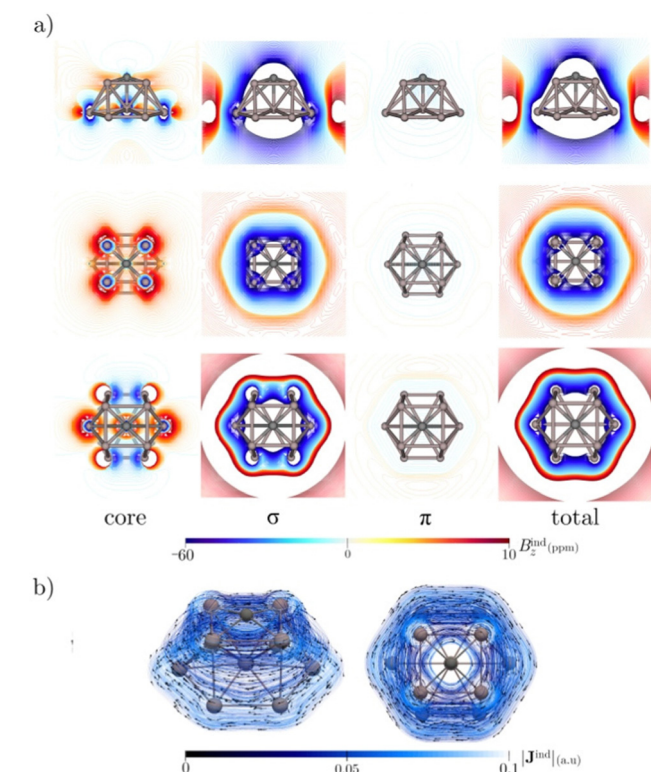 a)
core σ π total
-60 0 10 B_z^ind (ppm)
b)
0 0.05 0.1 |J^ind|(a.u)